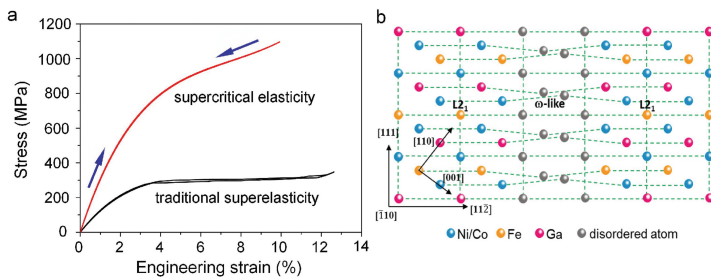 a
Stress (MPa)
1200
1000
800
600
400
200
0
supercritical elasticity
traditional superelasticity
0 2 4 6 8 10 12 14
Engineering strain (%)
b
L2₁ ω-like L2₁
[111]
[110]
[001̄]
[1̄10]
[112̄]
Ni/Co Fe Ga disordered atom